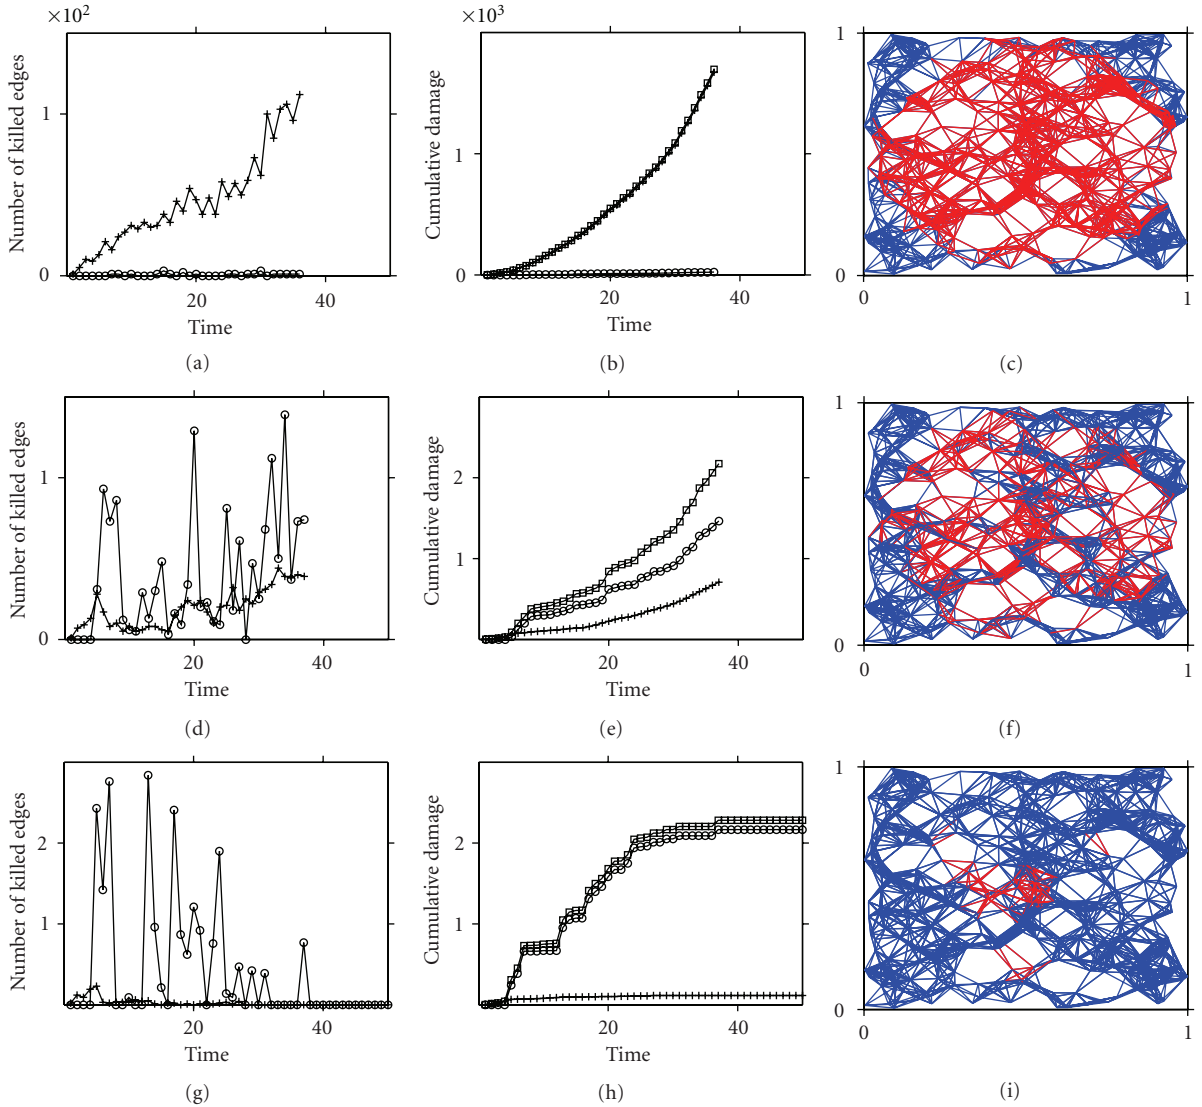 ×10²
Number of killed edges
1
0
20
40
Time
(a)
×10³
Cumulative damage
1
0
20
40
Time
(b)
1
0
0
1
(c)
Number of killed edges
1
0
20
40
Time
(d)
Cumulative damage
2
1
0
20
40
Time
(e)
1
0
0
1
(f)
Number of killed edges
2
1
20
40
Time
(g)
Cumulative damage
2
1
20
40
Time
(h)
1
0
0
1
(i)